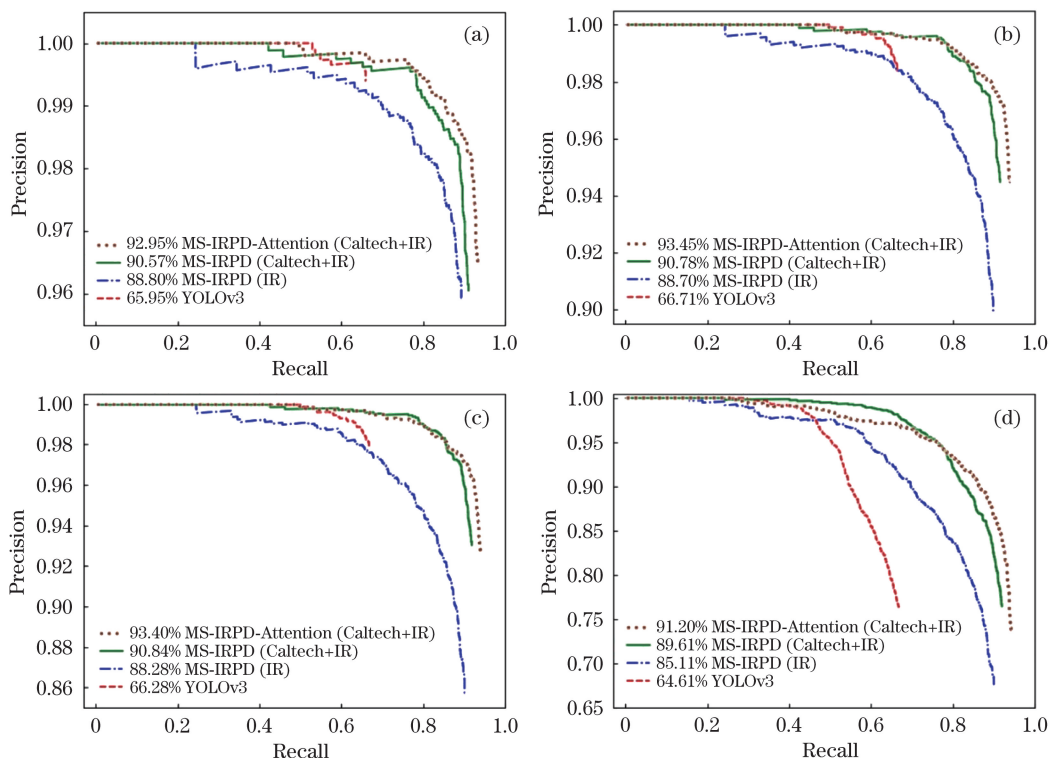 (a)
1.00
0.99
0.98
0.97
0.96
Precision
92.95% MS-IRPD-Attention (Caltech+IR)
90.57% MS-IRPD (Caltech+IR)
88.80% MS-IRPD (IR)
65.95% YOLOv3
0 0.2 0.4 0.6 0.8 1.0
Recall
(b)
1.00
0.98
0.96
0.94
0.92
0.90
Precision
93.45% MS-IRPD-Attention (Caltech+IR)
90.78% MS-IRPD (Caltech+IR)
88.70% MS-IRPD (IR)
66.71% YOLOv3
0 0.2 0.4 0.6 0.8 1.0
Recall
(c)
1.00
0.98
0.96
0.94
0.92
0.90
0.88
0.86
Precision
93.40% MS-IRPD-Attention (Caltech+IR)
90.84% MS-IRPD (Caltech+IR)
88.28% MS-IRPD (IR)
66.28% YOLOv3
0 0.2 0.4 0.6 0.8 1.0
Recall
(d)
1.00
0.95
0.90
0.85
0.80
0.75
0.70
0.65
Precision
91.20% MS-IRPD-Attention (Caltech+IR)
89.61% MS-IRPD (Caltech+IR)
85.11% MS-IRPD (IR)
64.61% YOLOv3
0 0.2 0.4 0.6 0.8 1.0
Recall